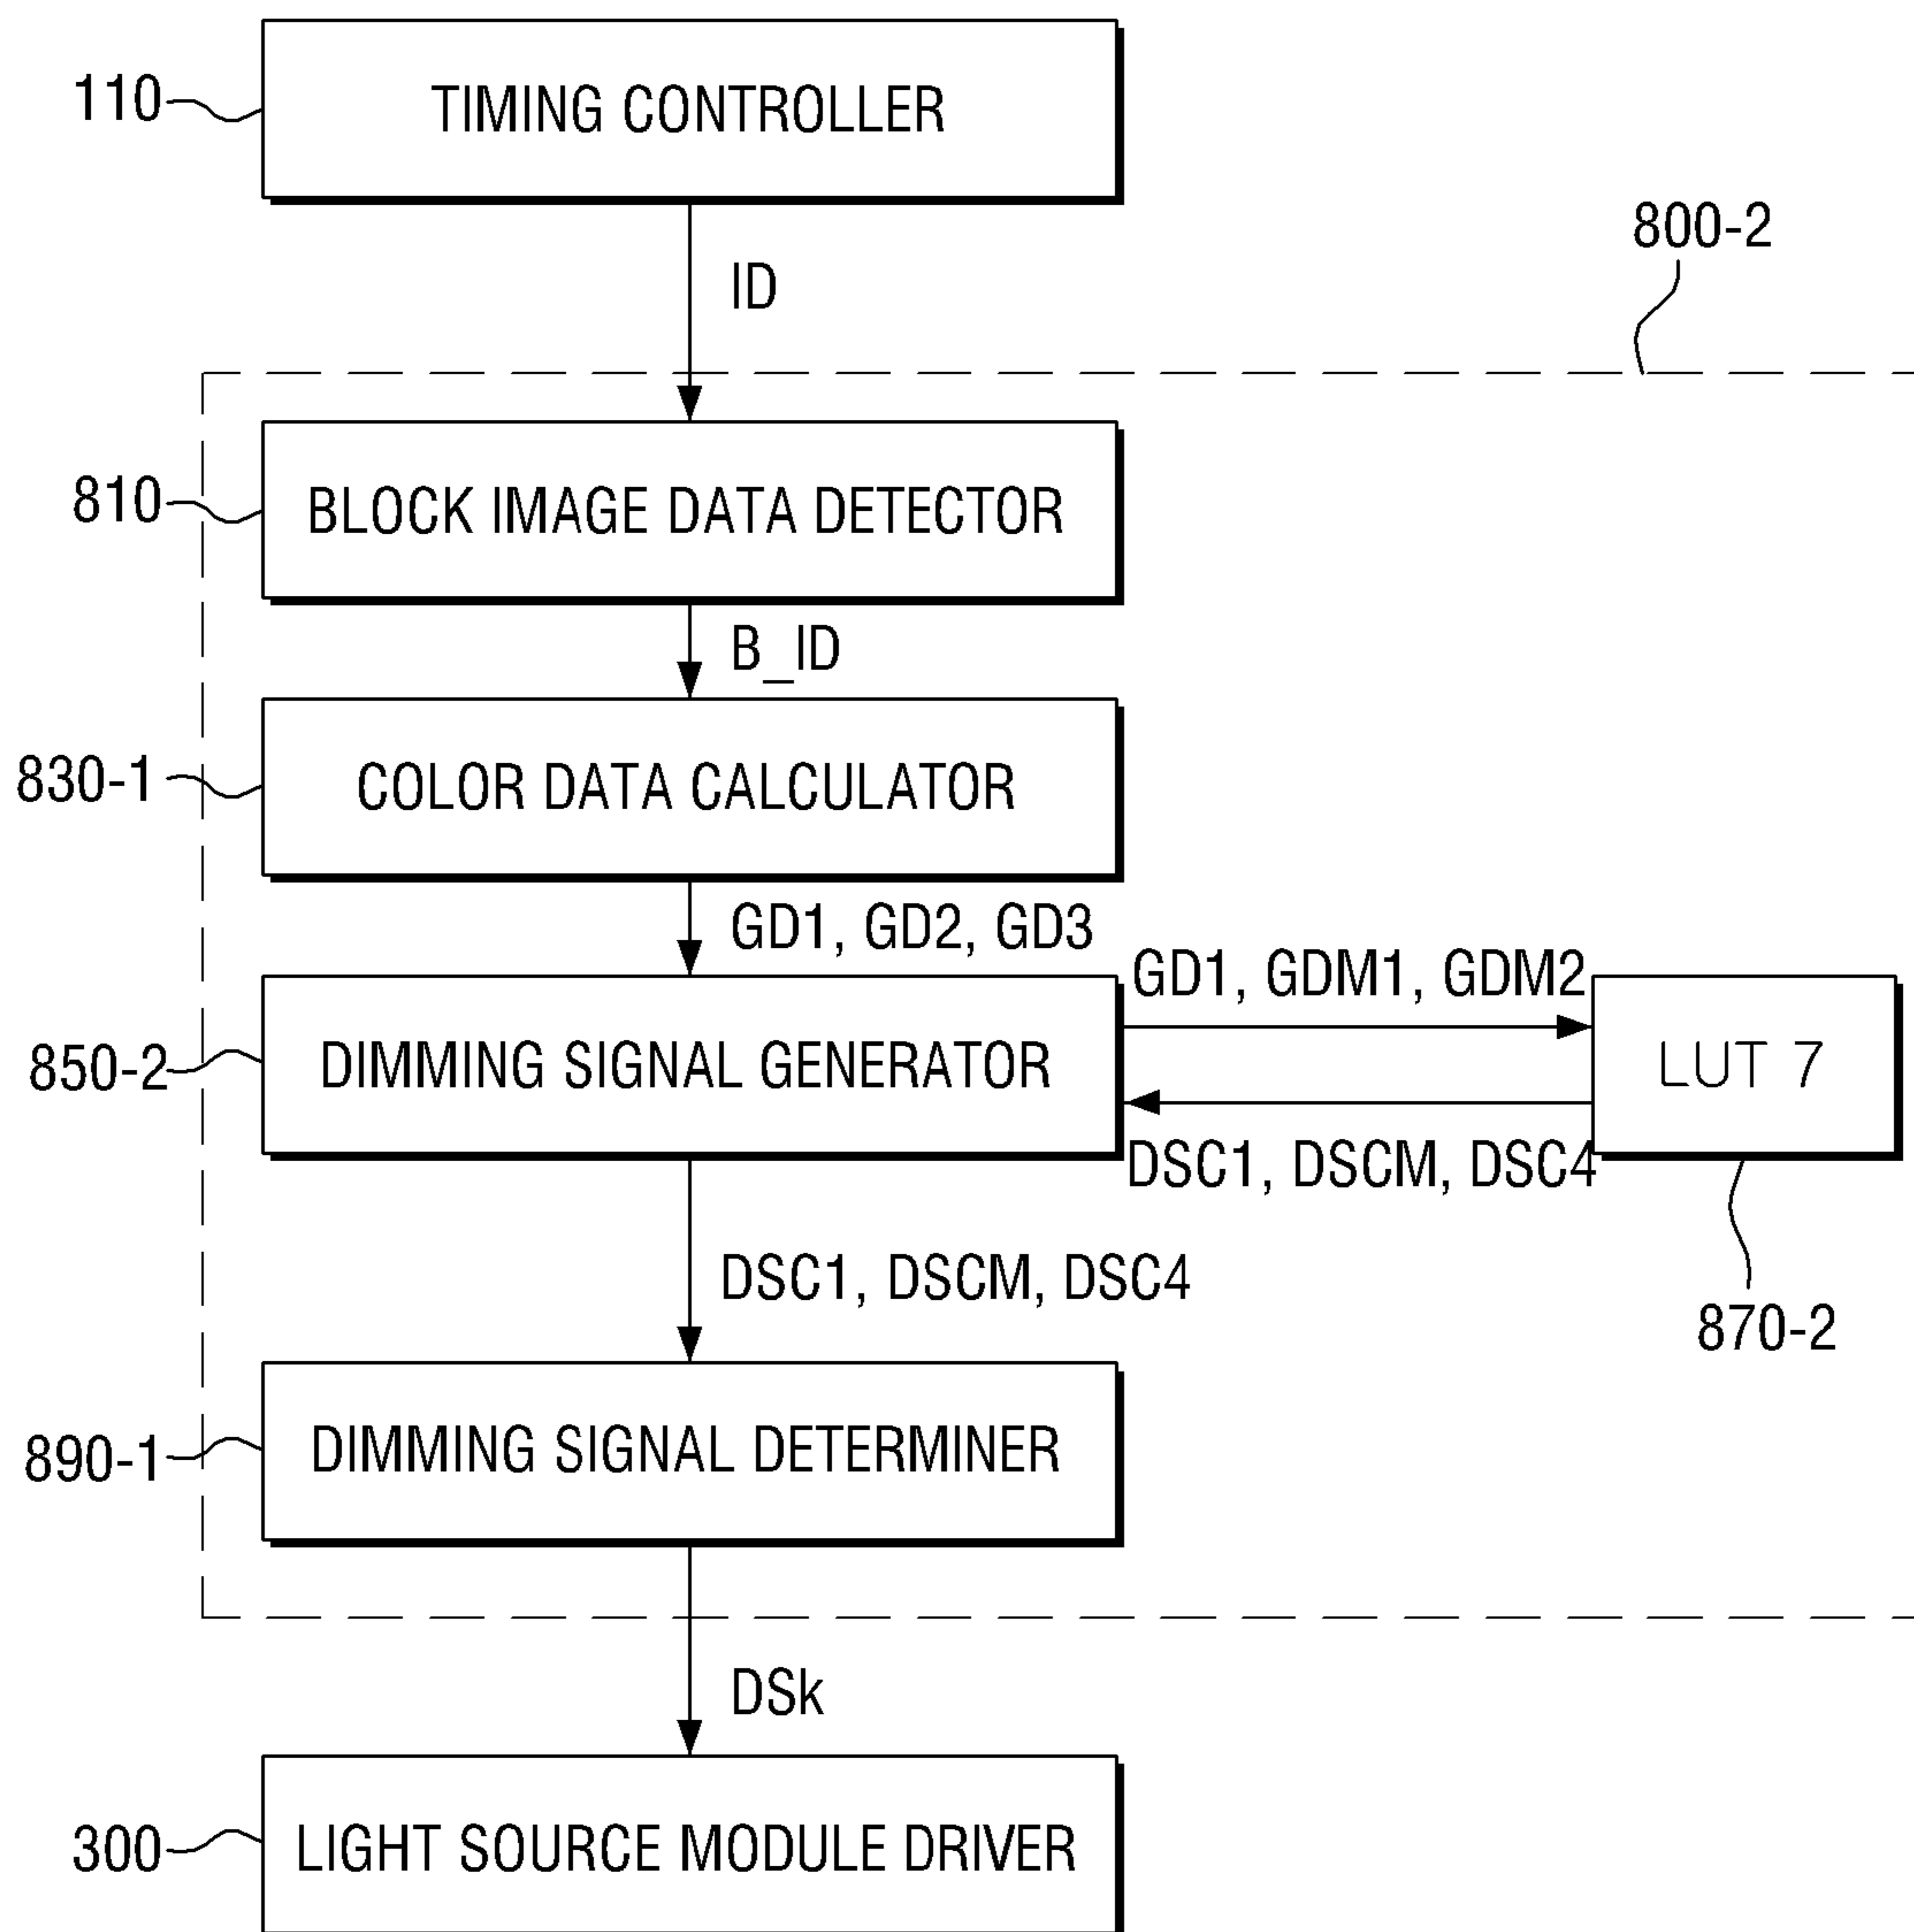 110
TIMING CONTROLLER
800-2
ID
810
BLOCK IMAGE DATA DETECTOR
B_ID
830-1
COLOR DATA CALCULATOR
GD1, GD2, GD3
GD1, GDM1, GDM2
850-2
DIMMING SIGNAL GENERATOR
LUT 7
DSC1, DSCM, DSC4
DSC1, DSCM, DSC4
870-2
890-1
DIMMING SIGNAL DETERMINER
DSk
300
LIGHT SOURCE MODULE DRIVER